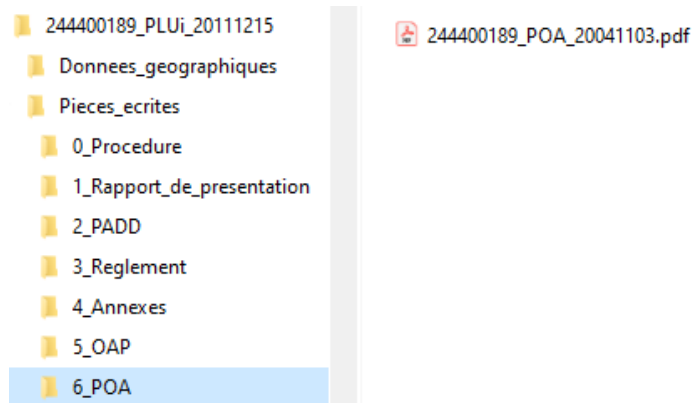 244400189_PLUi_20111215
Donnees_geographiques
Pieces_ecrites
0_Procedure
1_Rapport_de_presentation
2_PADD
3_Reglement
4_Annexes
5_OAP
6_POA
244400189_POA_20041103.pdf